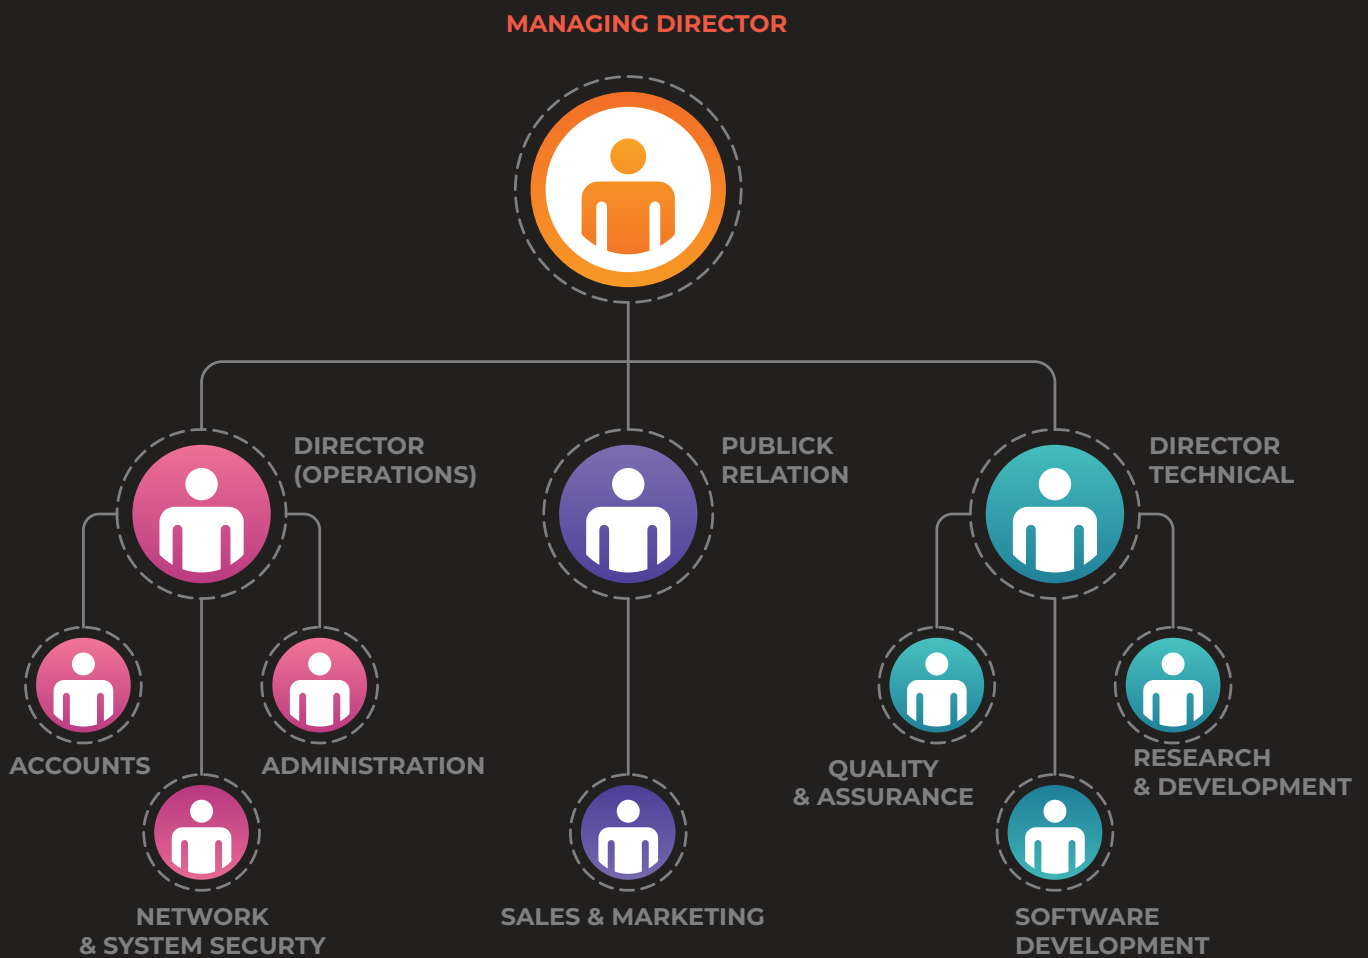 MANAGING DIRECTOR
DIRECTOR
(OPERATIONS)
PUBLICK
RELATION
DIRECTOR
TECHNICAL
ACCOUNTS
ADMINISTRATION
QUALITY
& ASSURANCE
RESEARCH
& DEVELOPMENT
NETWORK
& SYSTEM SECURTY
SALES & MARKETING
SOFTWARE
DEVELOPMENT